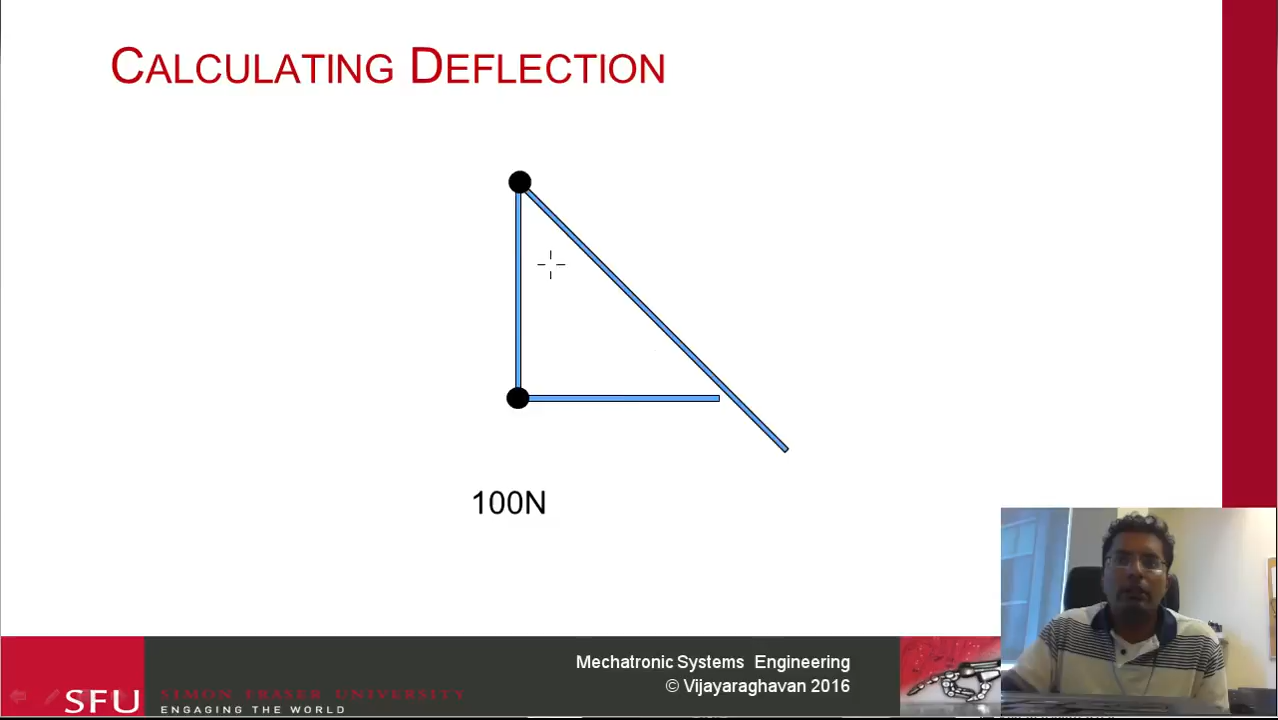 CALCULATING DEFLECTION
100N
Mechatronic Systems Engineering
© Vijayaraghavan 2016
SFU
SIMON FRASER UNIVERSITY
ENGAGING THE WORLD